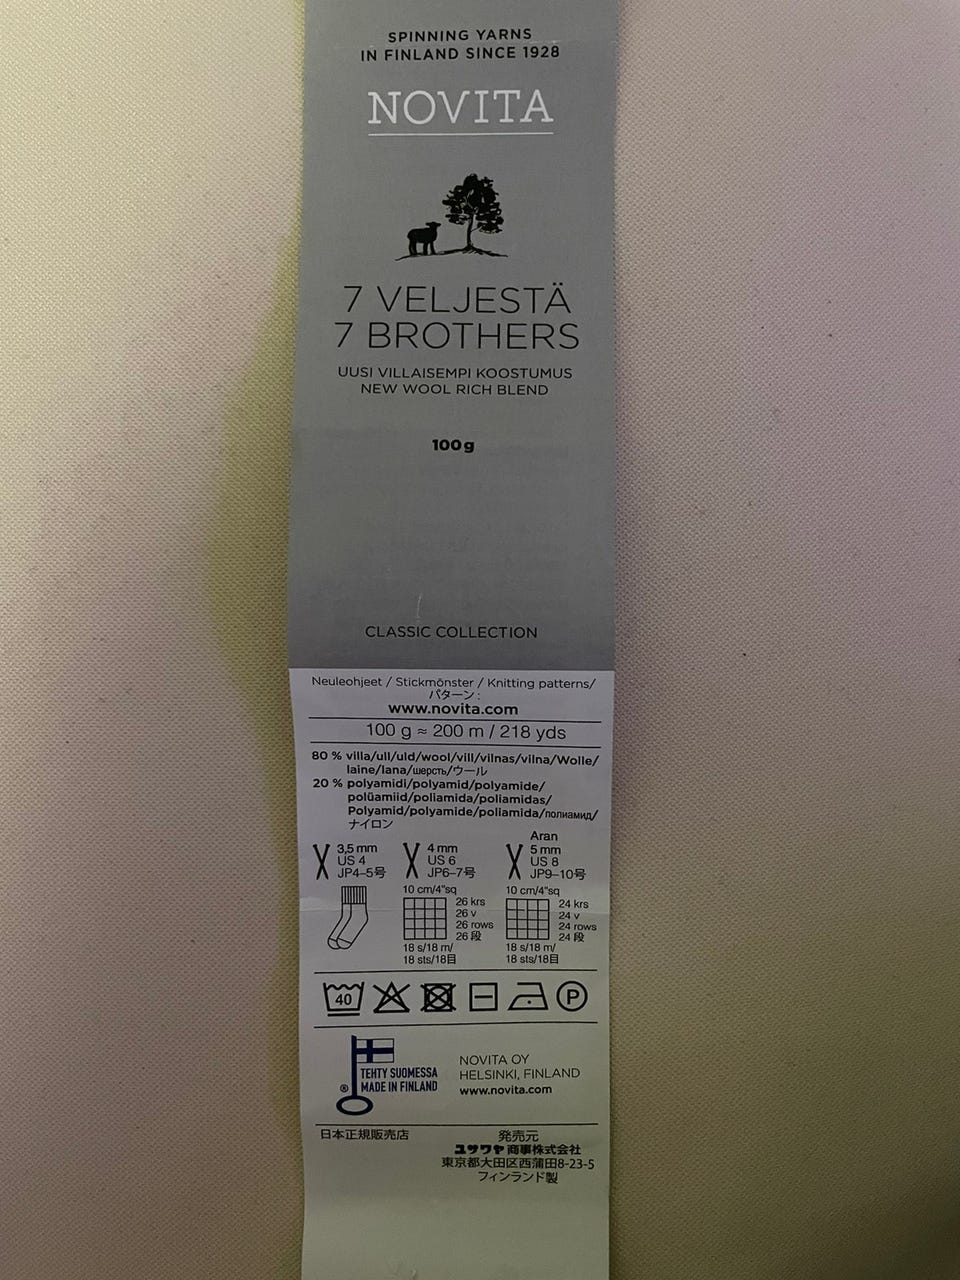 SPINNING YARNS
IN FINLAND SINCE 1928
NOVITA
7 VELJESTÄ
7 BROTHERS
UUSI VILLAISEMPI KOOSTUMUS
NEW WOOL RICH BLEND
100g
CLASSIC COLLECTION
Neuleohjeet / Stickmönster / Knitting patterns/
パターン :
www.novita.com
100 g ≈ 200 m / 218 yds
80 % villa/ull/uld/wool/vill/vilnas/vilna/Wolle/
laine/lana/шерсть/ウール
20 % polyamidi/polyamid/polyamide/
polüamiid/poliamida/poliamidas/
Polyamid/polyamide/poliamida/полиамид/
ナイロン
3,5 mm
US 4
JP4–5号
4 mm
US 6
JP6–7号
10 cm/4"sq
26 krs
26 v
26 rows
26 段
18 s/18 m/
18 sts/18目
Aran
5 mm
US 8
JP9–10号
10 cm/4"sq
24 krs
24 v
24 rows
24 段
18 s/18 m/
18 sts/18目
40
P
® TEHTY SUOMESSA
MADE IN FINLAND
NOVITA OY
HELSINKI, FINLAND
www.novita.com
日本正規販売店
発売元
ユザワヤ商事株式会社
東京都大田区西蒲田8-23-5
フィンランド製